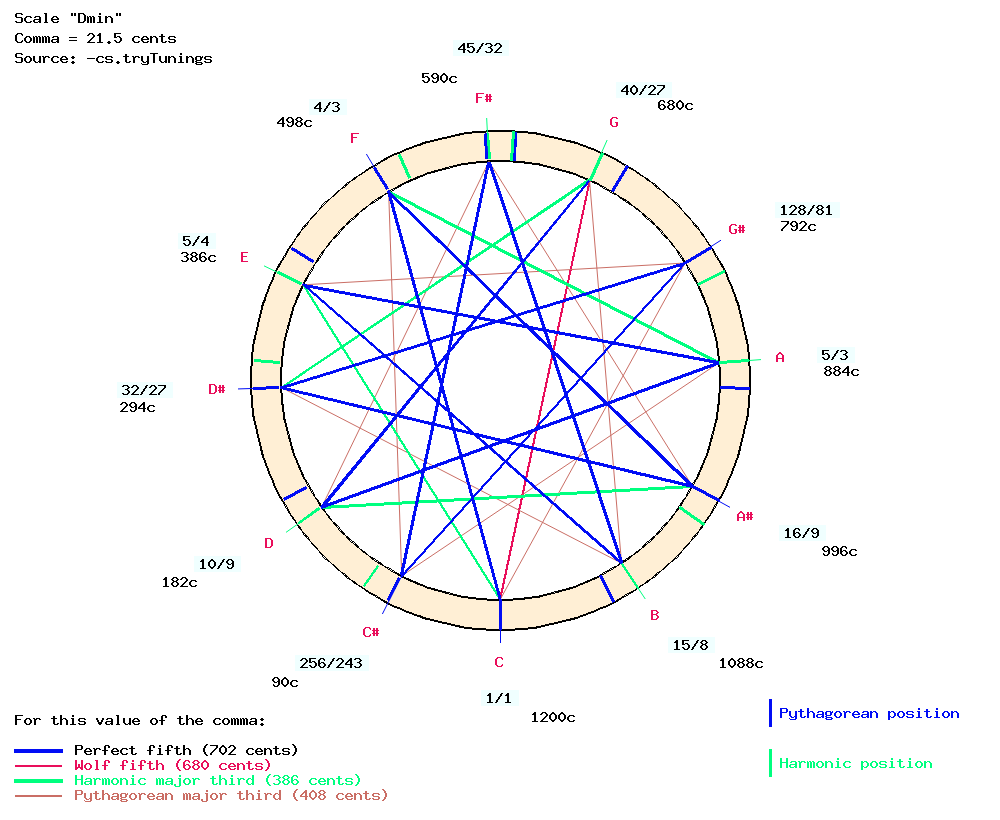 Scale "Dmin"
Comma = 21.5 cents
Source: -cs.tryTunings
45/32
590c
F#
40/27
680c
G
4/3
498c
F
128/81
792c
G#
5/4
386c
E
A
5/3
884c
32/27
294c
D#
A#
16/9
996c
D
10/9
182c
B
15/8
1088c
C#
256/243
90c
C
1/1
1200c
For this value of the comma:
Perfect fifth (702 cents)
Wolf fifth (680 cents)
Harmonic major third (386 cents)
Pythagorean major third (408 cents)
Pythagorean position
Harmonic position